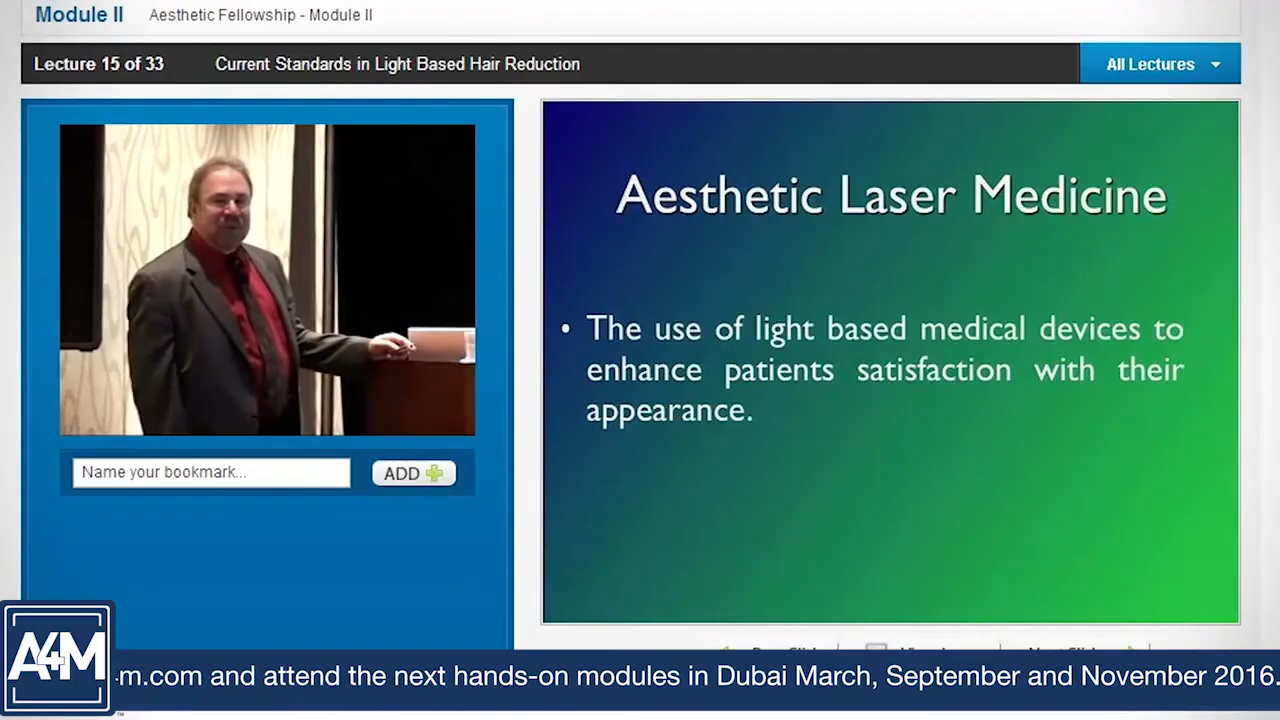 Module II Aesthetic Fellowship - Module II
Lecture 15 of 33 Current Standards in Light Based Hair Reduction All Lectures
Aesthetic Laser Medicine
• The use of light based medical devices to
enhance patients satisfaction with their
appearance.
Name your bookmark... ADD
A4M
m.com and attend the next hands-on modules in Dubai March, September and November 2016.
TM